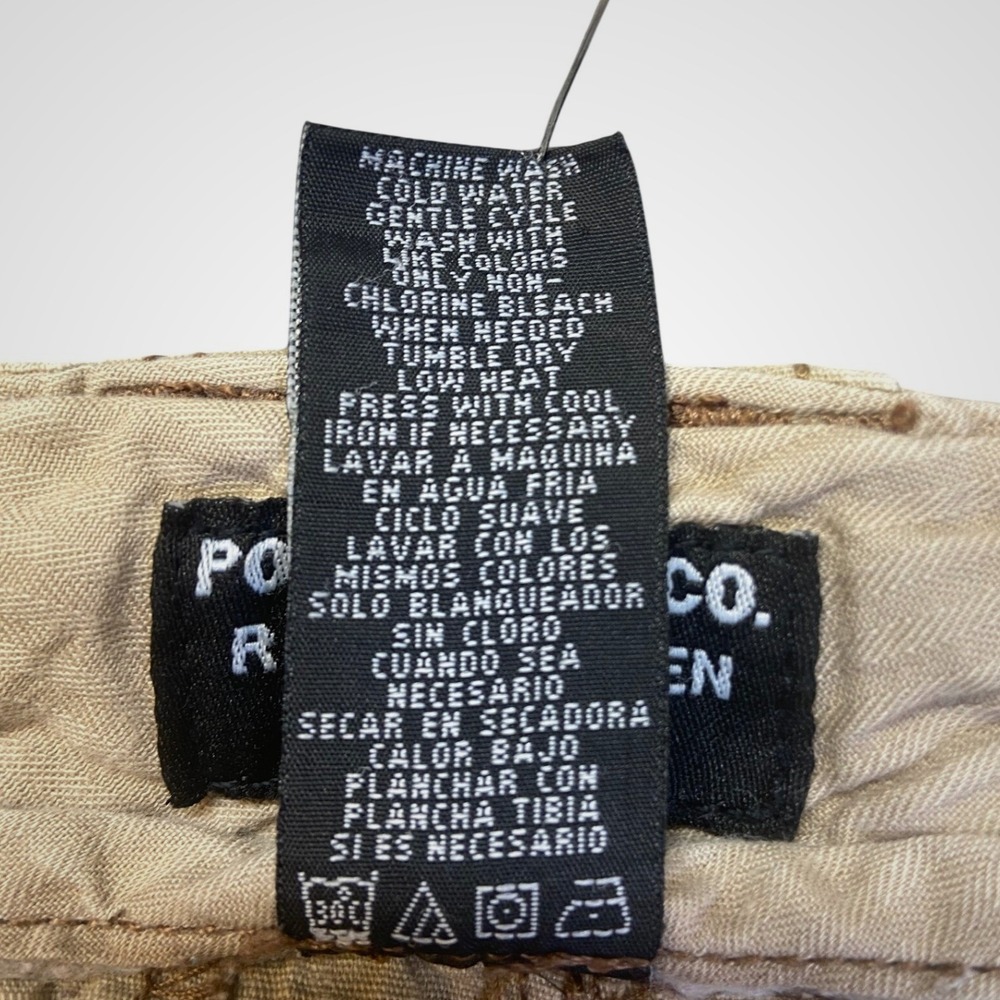 MACHINE WASH
COLD WATER
GENTLE CYCLE
WASH WITH
LIKE COLORS
ONLY NON-
CHLORINE BLEACH
WHEN NEEDED
TUMBLE DRY
LOW HEAT
PRESS WITH COOL
IRON IF NECESSARY
LAVAR A MAQUINA
EN AGUA FRIA
CICLO SUAVE
LAVAR CON LOS
MISMOS COLORES
SOLO BLANQUEADOR
SIN CLORO
CUANDO SEA
NECESARIO
SECAR EN SECADORA
CALOR BAJO
PLANCHAR CON
PLANCHA TIBIA
SI ES NECESARIO
30C
CO.